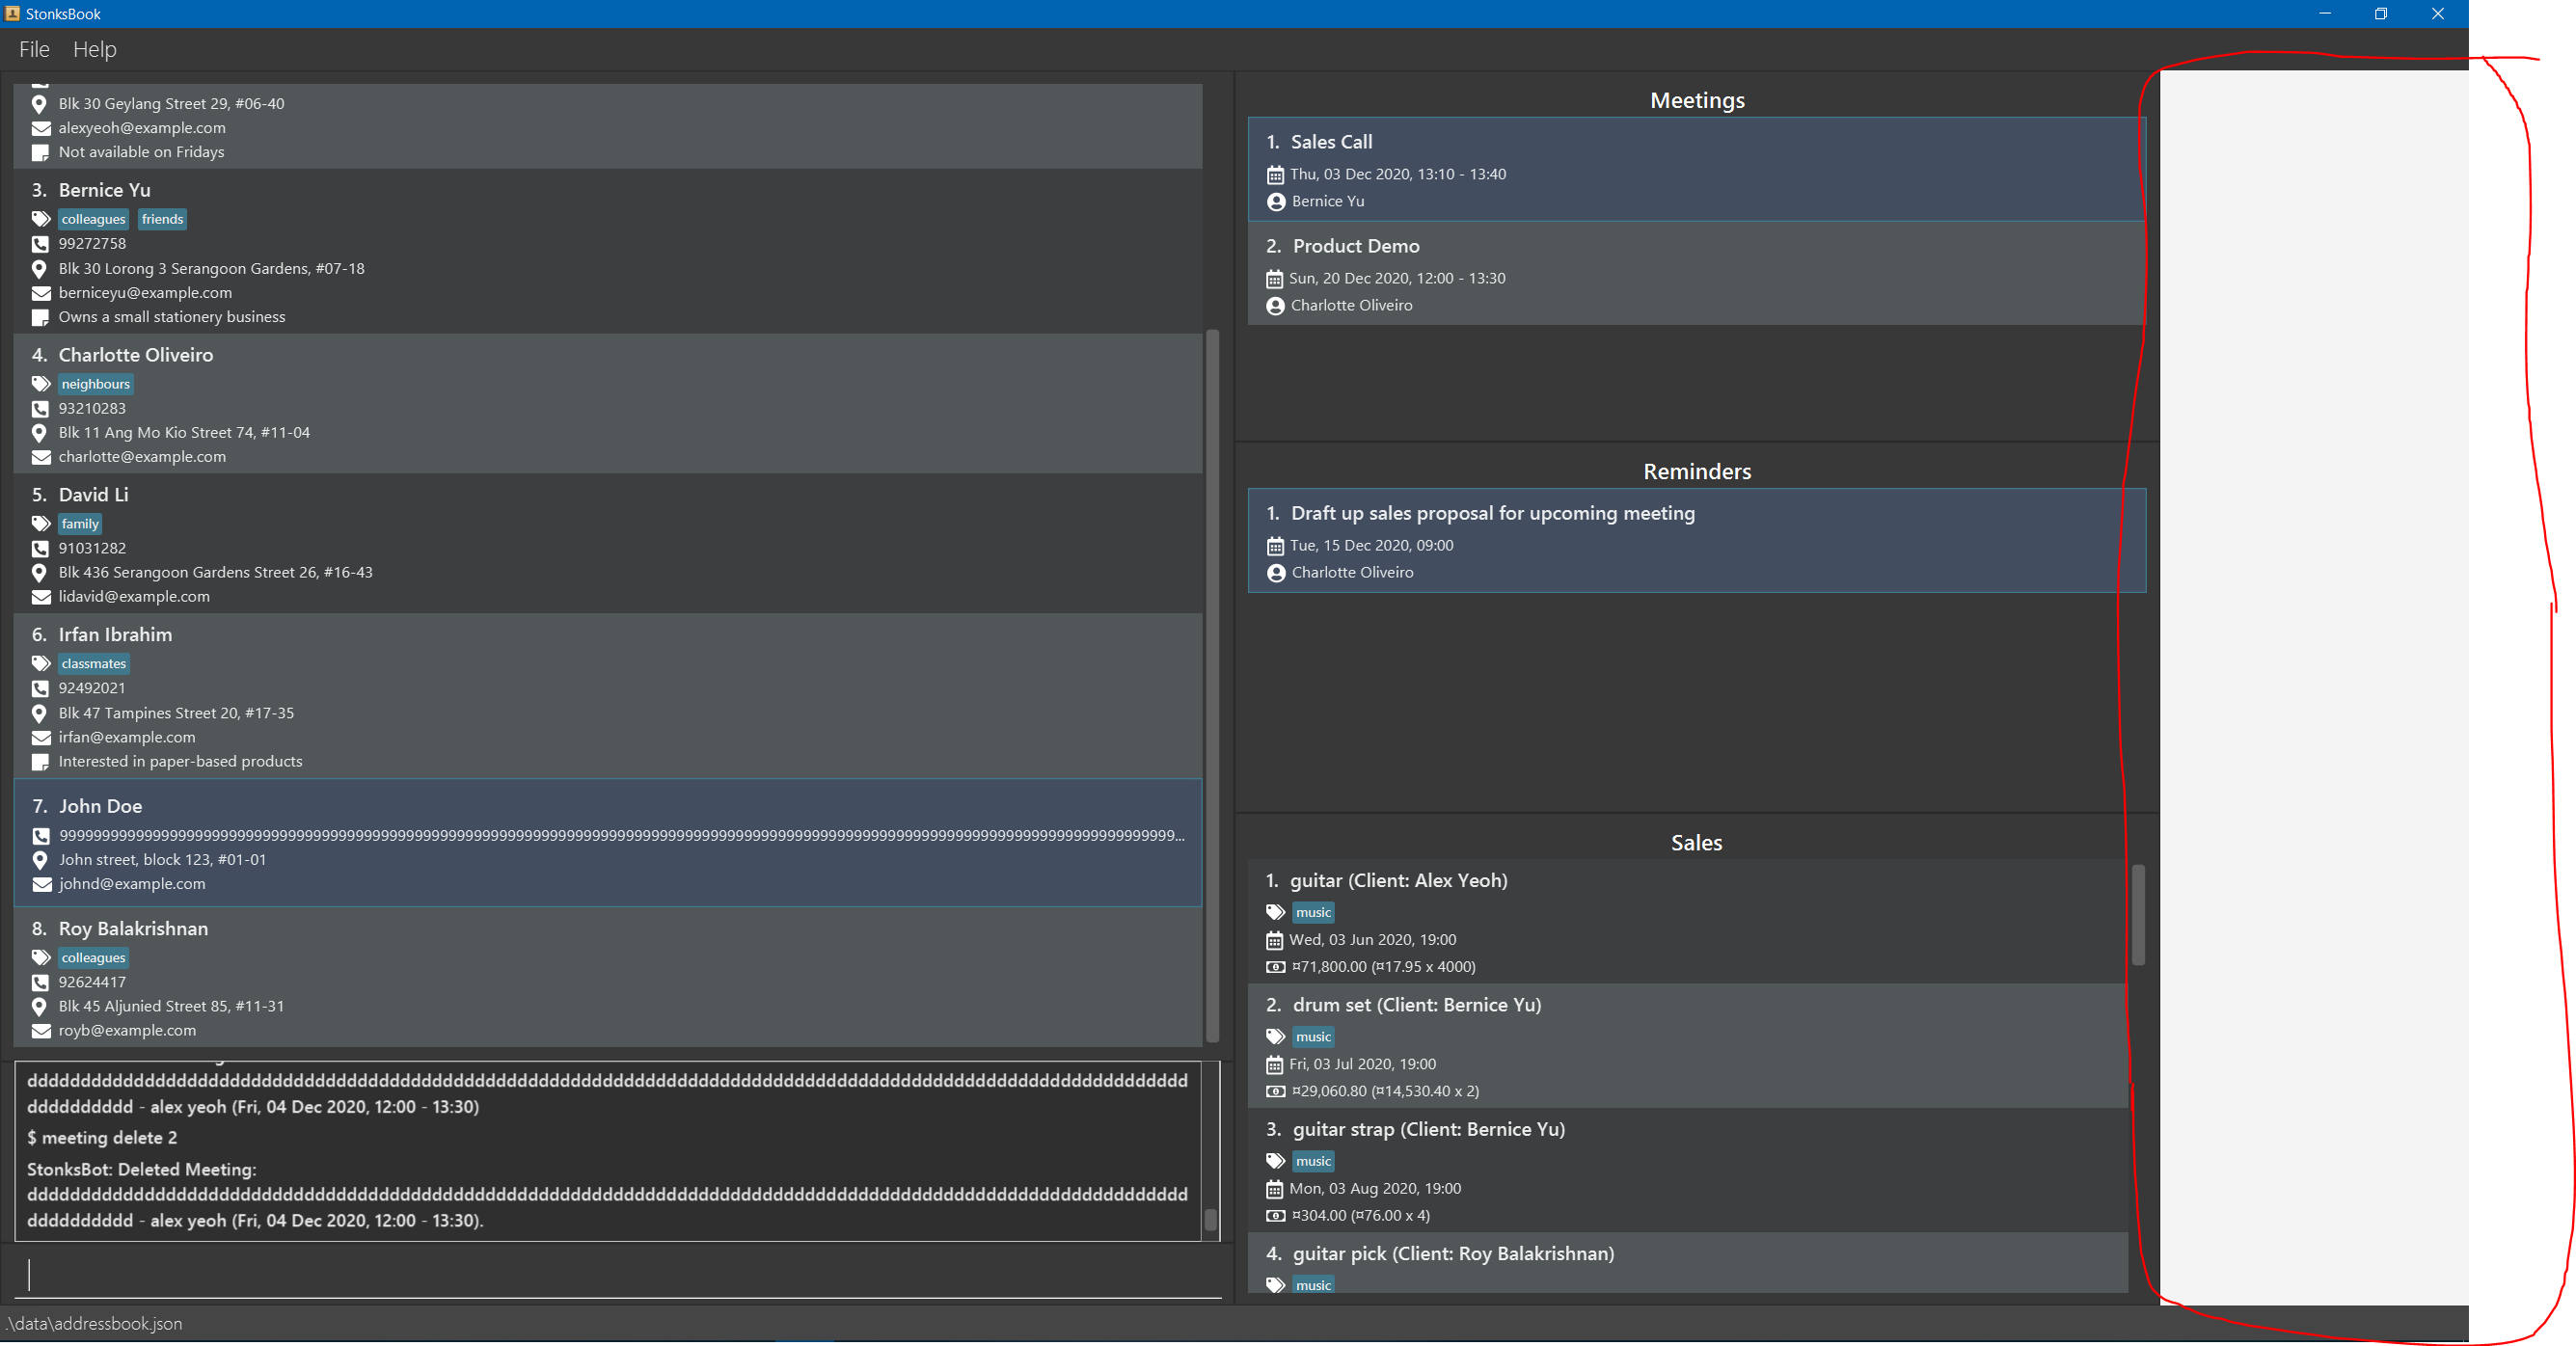 StonksBook
File Help
Blk 30 Geylang Street 29, #06-40
alexyeoh@example.com
Not available on Fridays
3. Bernice Yu
colleagues friends
99272758
Blk 30 Lorong 3 Serangoon Gardens, #07-18
berniceyu@example.com
Owns a small stationery business
4. Charlotte Oliveiro
neighbours
93210283
Blk 11 Ang Mo Kio Street 74, #11-04
charlotte@example.com
5. David Li
family
91031282
Blk 436 Serangoon Gardens Street 26, #16-43
lidavid@example.com
6. Irfan Ibrahim
classmates
92492021
Blk 47 Tampines Street 20, #17-35
irfan@example.com
Interested in paper-based products
7. John Doe
John street, block 123, #01-01
johnd@example.com
8. Roy Balakrishnan
colleagues
92624417
Blk 45 Aljunied Street 85, #11-31
royb@example.com
dddddddddd - alex yeoh (Fri, 04 Dec 2020, 12:00 - 13:30)
$ meeting delete 2
StonksBot: Deleted Meeting:
dddddddddd - alex yeoh (Fri, 04 Dec 2020, 12:00 - 13:30).
.\data\addressbook.json
Meetings
1. Sales Call
Thu, 03 Dec 2020, 13:10 - 13:40
Bernice Yu
2. Product Demo
Sun, 20 Dec 2020, 12:00 - 13:30
Charlotte Oliveiro
Reminders
1. Draft up sales proposal for upcoming meeting
Tue, 15 Dec 2020, 09:00
Charlotte Oliveiro
Sales
1. guitar (Client: Alex Yeoh)
music
Wed, 03 Jun 2020, 19:00
¤71,800.00 (¤17.95 x 4000)
2. drum set (Client: Bernice Yu)
music
Fri, 03 Jul 2020, 19:00
¤29,060.80 (¤14,530.40 x 2)
3. guitar strap (Client: Bernice Yu)
music
Mon, 03 Aug 2020, 19:00
¤304.00 (¤76.00 x 4)
4. guitar pick (Client: Roy Balakrishnan)
music